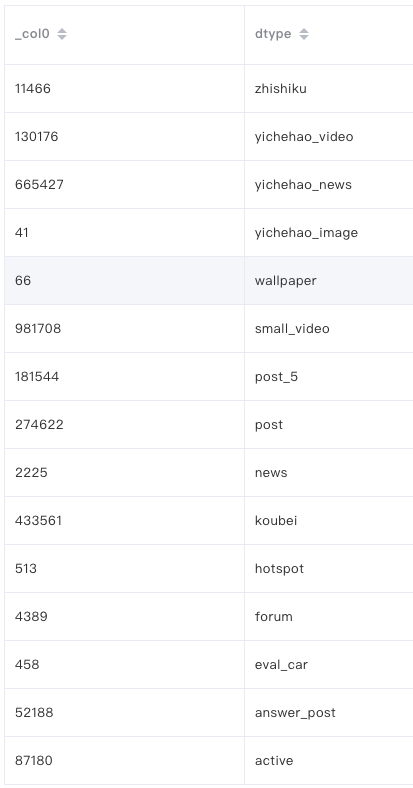 _col0 dtype
11466 zhishiku
130176 yichehao_video
665427 yichehao_news
41 yichehao_image
66 wallpaper
981708 small_video
181544 post_5
274622 post
2225 news
433561 koubei
513 hotspot
4389 forum
458 eval_car
52188 answer_post
87180 active